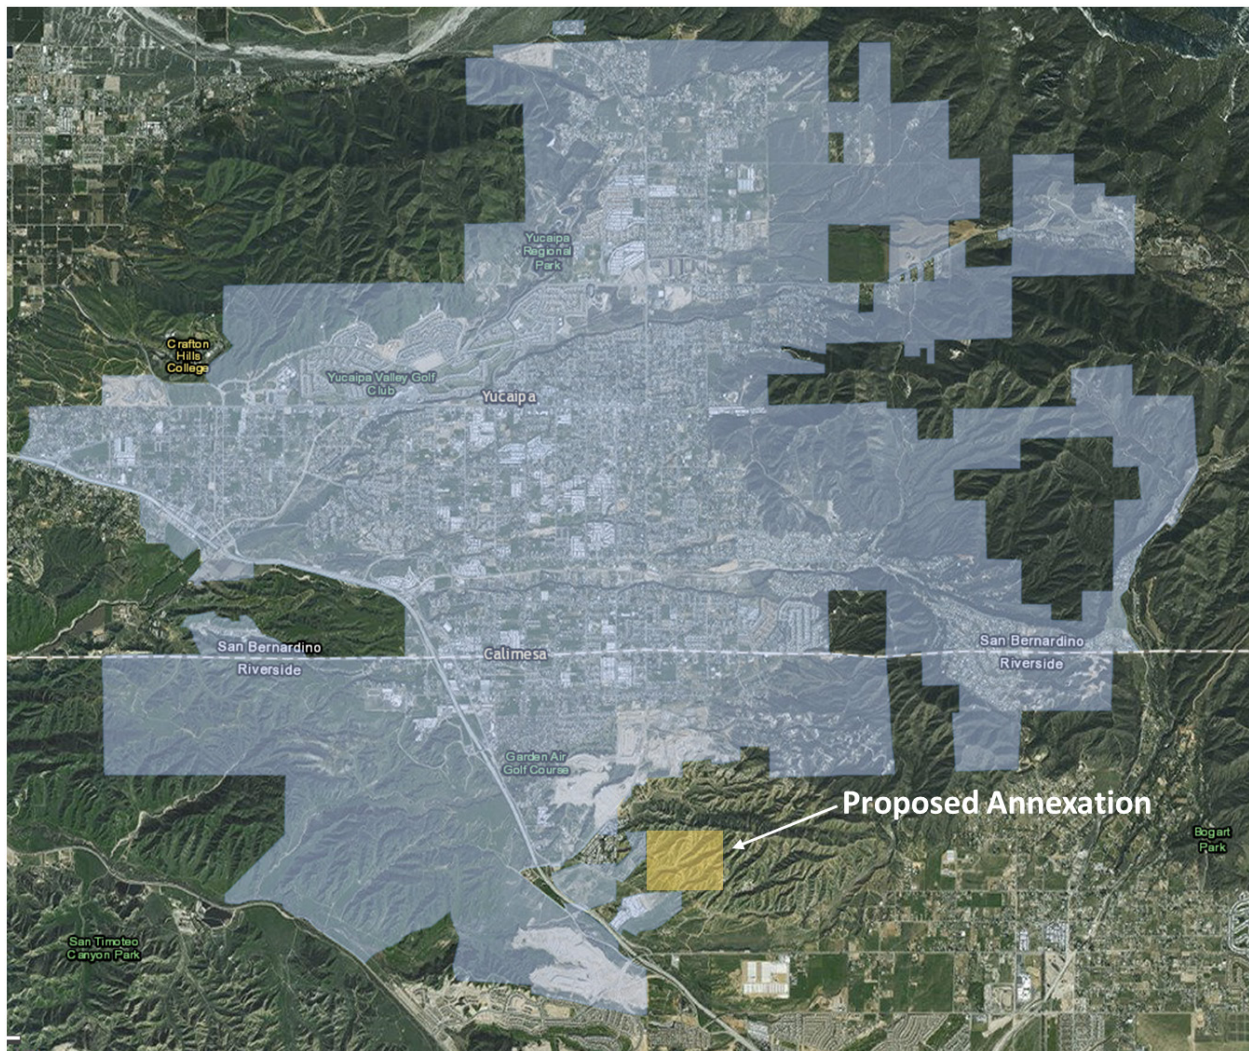 Yucaipa
Regional
Park
Crafton
Hills
College
Yucaipa Valley Golf
Club
Yucaipa
San Bernardino
Riverside
Calimesa
San Bernardino
Riverside
Garden Air
Golf Course
Proposed Annexation
Bogart
Park
San Timoteo
Canyon Park